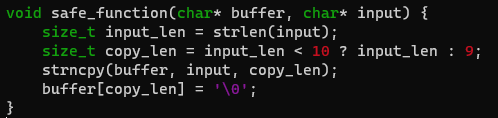 void safe_function(char* buffer, char* input) {
    size_t input_len = strlen(input);
    size_t copy_len = input_len < 10 ? input_len : 9;
    strncpy(buffer, input, copy_len);
    buffer[copy_len] = '\0';
}